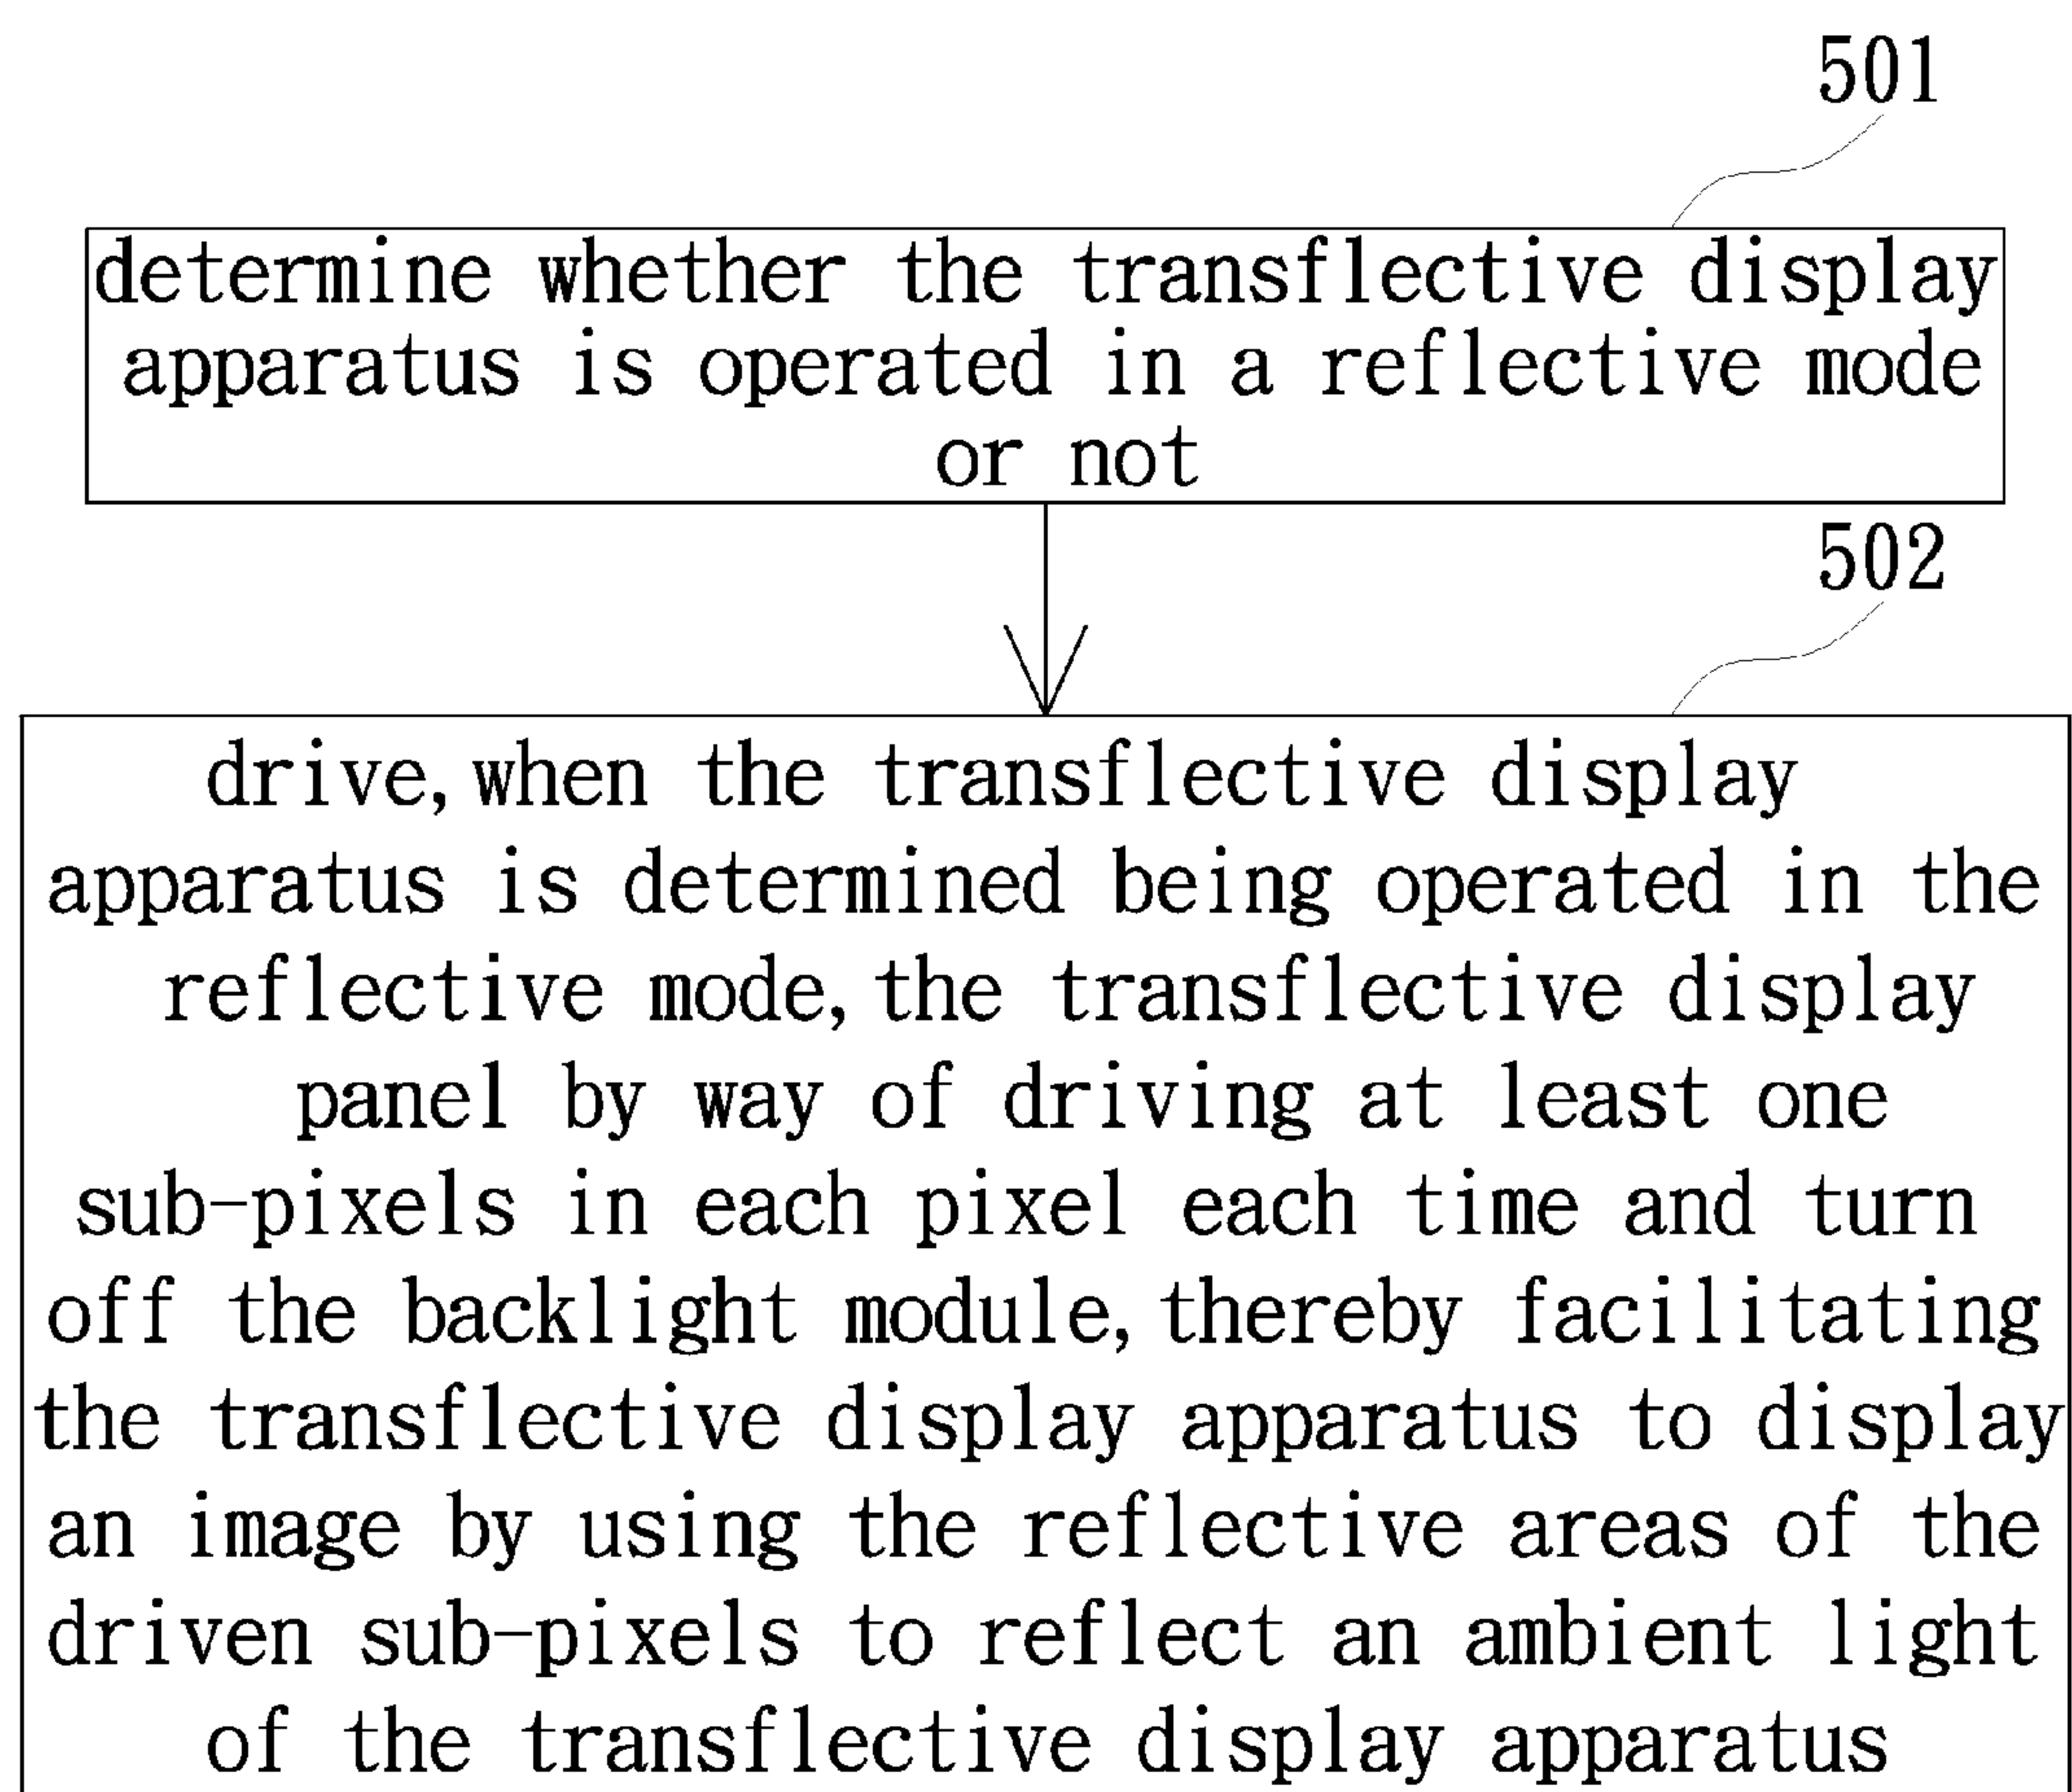 501
determine whether the transflective display
apparatus is operated in a reflective mode
or not
502
drive, when the transflective display
apparatus is determined being operated in the
reflective mode, the transflective display
panel by way of driving at least one
sub-pixels in each pixel each time and turn
off the backlight module, thereby facilitating
the transflective display apparatus to display
an image by using the reflective areas of the
driven sub-pixels to reflect an ambient light
of the transflective display apparatus